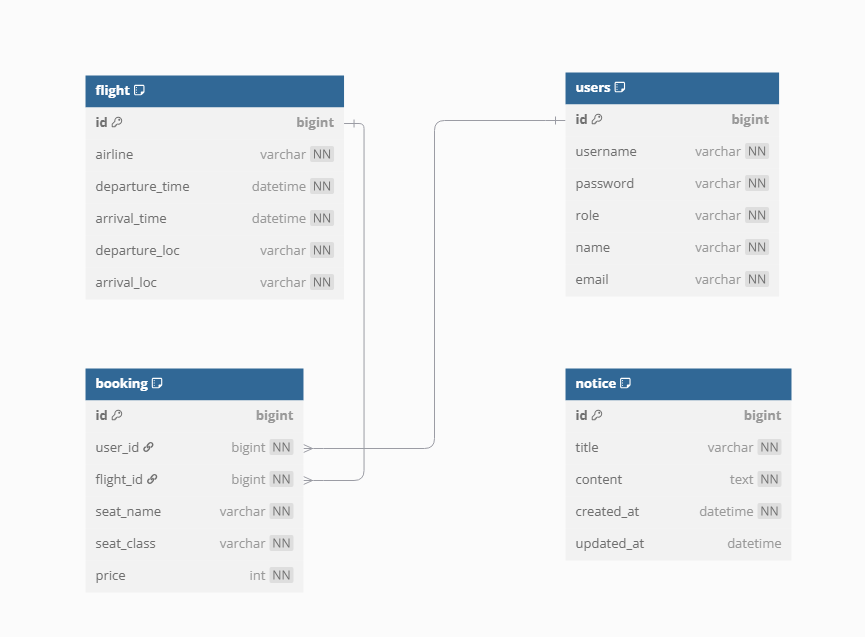 flight
id bigint
airline varchar NN
departure_time datetime NN
arrival_time datetime NN
departure_loc varchar NN
arrival_loc varchar NN
users
id bigint
username varchar NN
password varchar NN
role varchar NN
name varchar NN
email varchar NN
booking
id bigint
user_id bigint NN
flight_id bigint NN
seat_name varchar NN
seat_class varchar NN
price int NN
notice
id bigint
title varchar NN
content text NN
created_at datetime NN
updated_at datetime